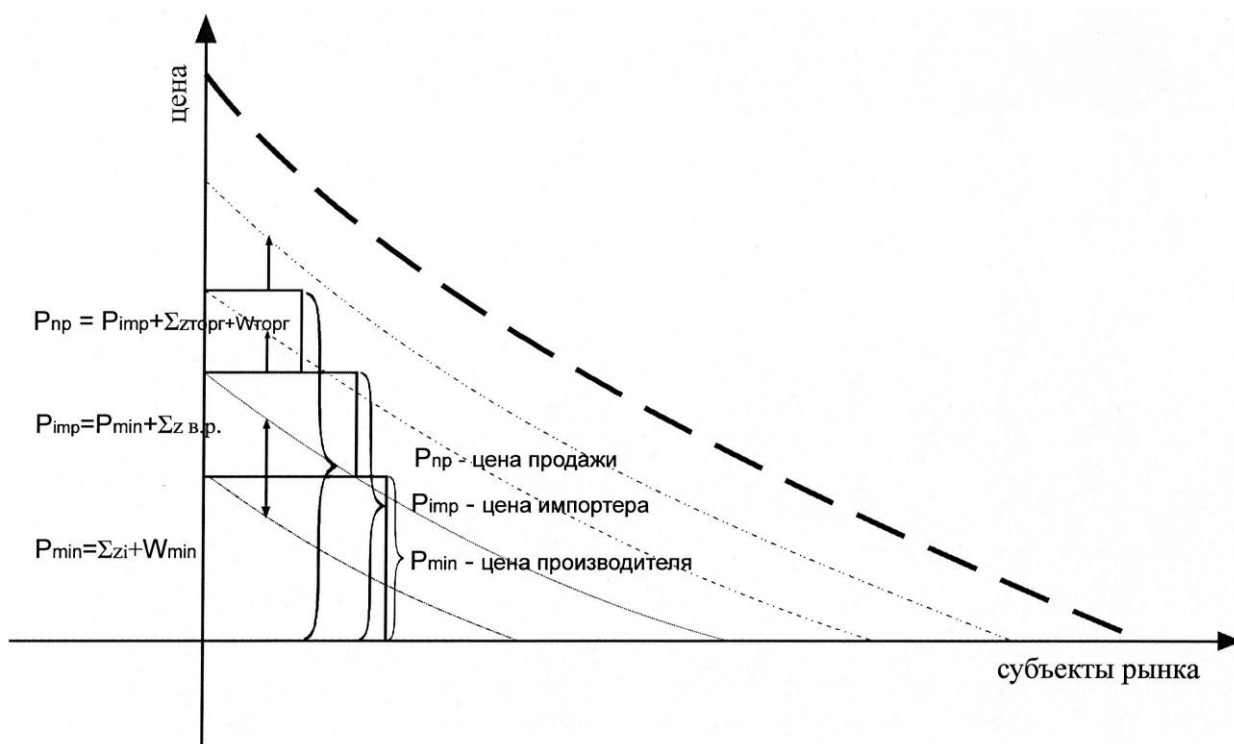 цена
Pпр = Pimp+Σzторг+Wторг
Pimp=Pmin+Σz в.р.
Pпр - цена продажи
Pimp - цена импортера
Pmin=Σzi+Wmin
Pmin - цена производителя
субъекты рынка